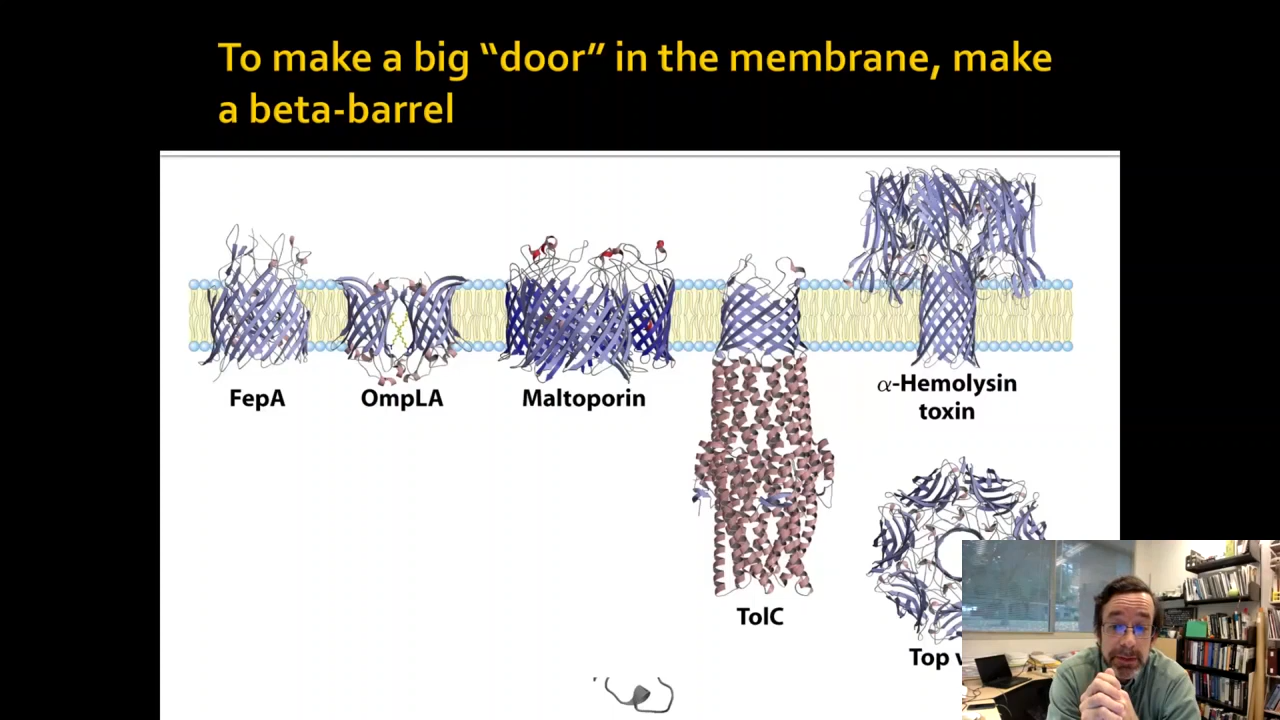 To make a big “door” in the membrane, make
a beta-barrel
FepA
OmpLA
Maltoporin
α-Hemolysin
toxin
TolC
Top